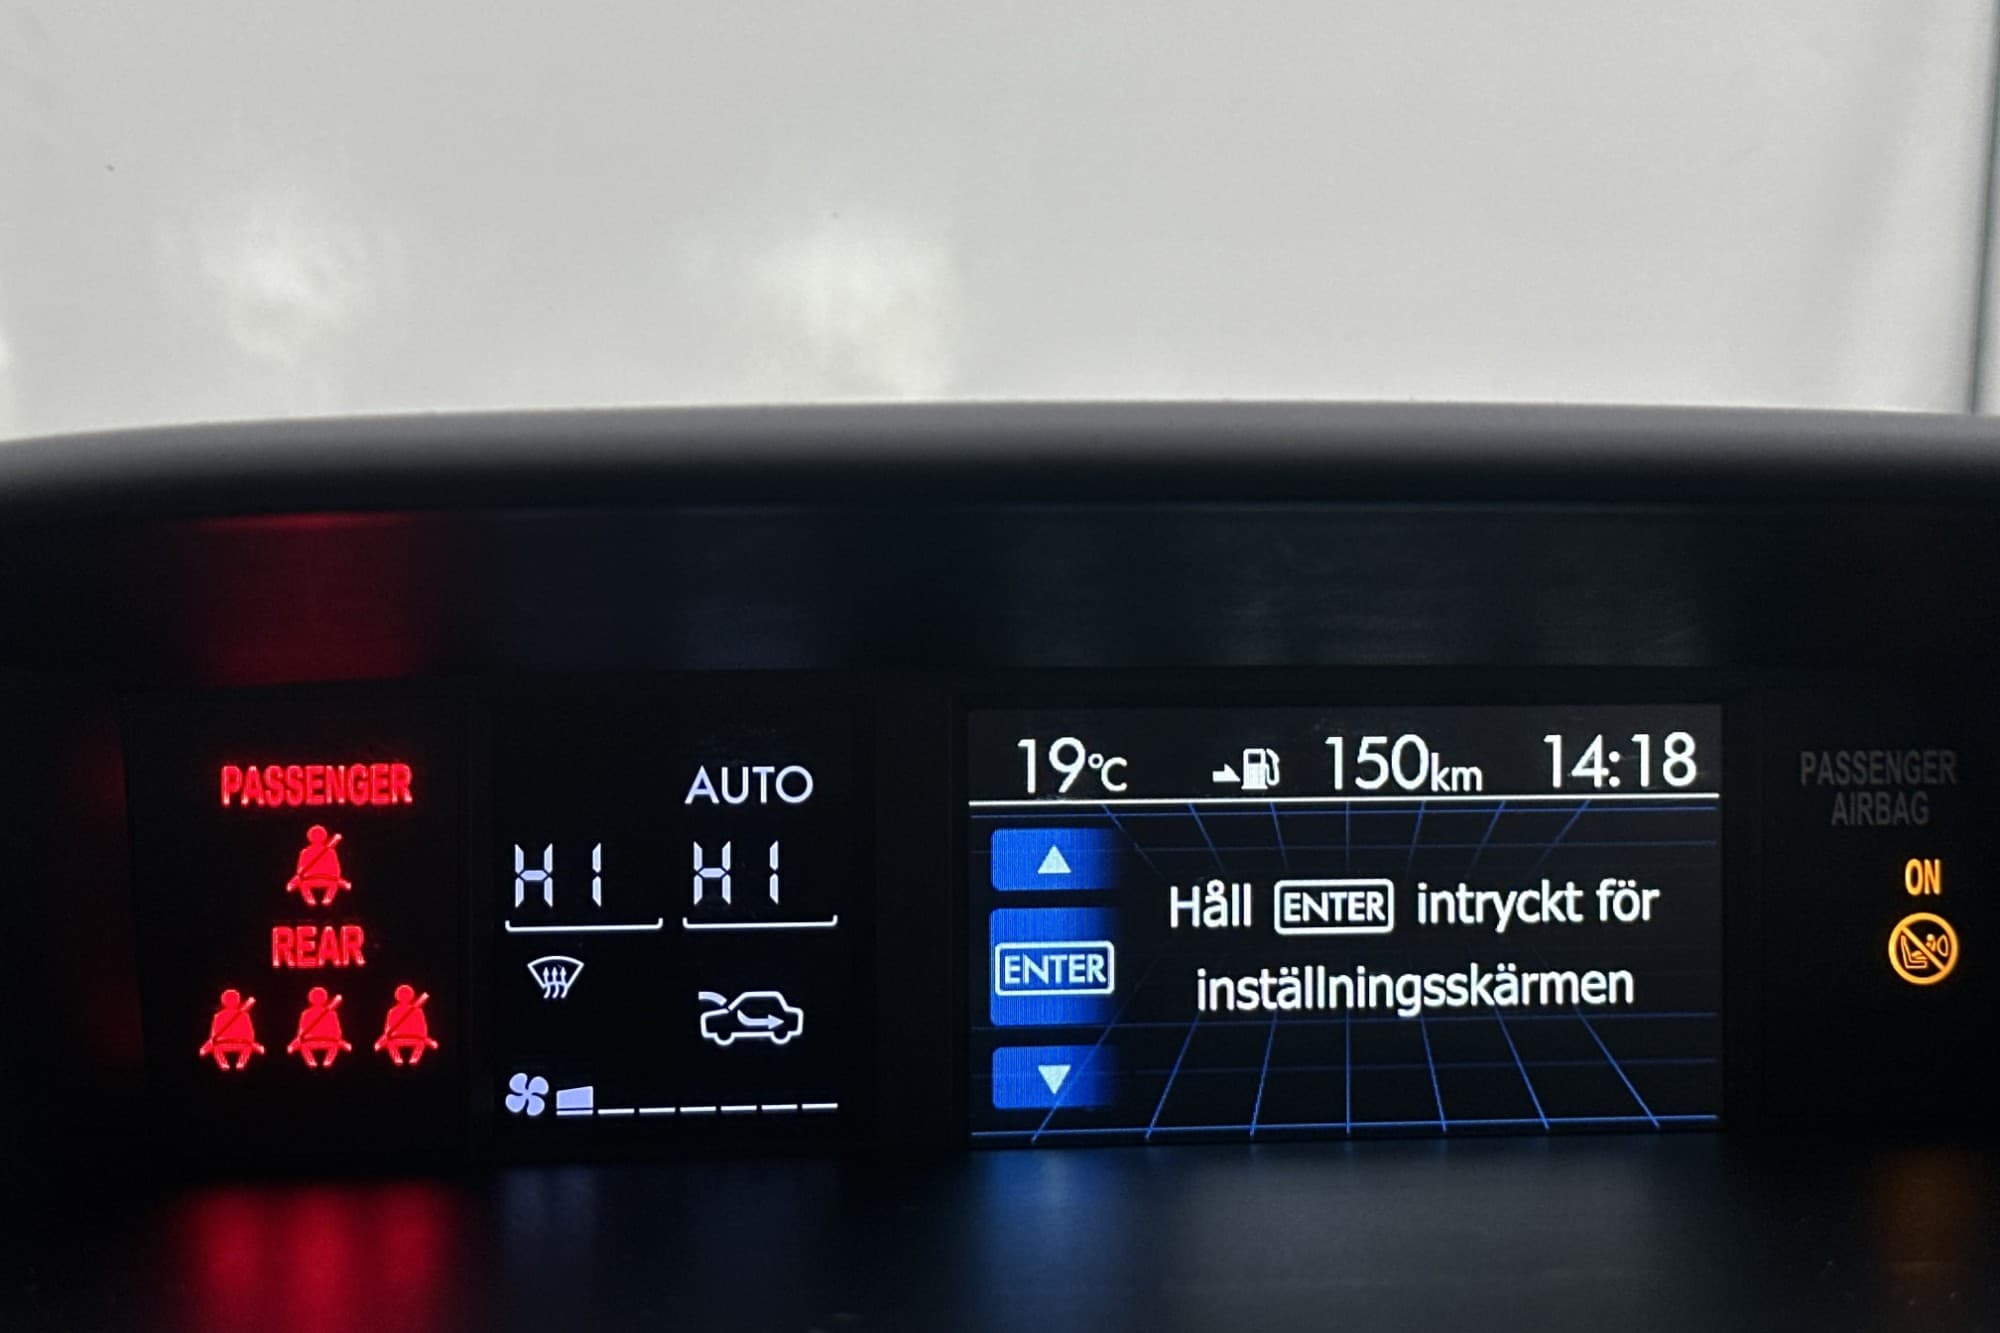 PASSENGER
REAR
AUTO
HI HI
19°C 150km 14:18
ENTER
Håll ENTER intryckt för
inställningsskärmen
PASSENGER
AIRBAG
ON